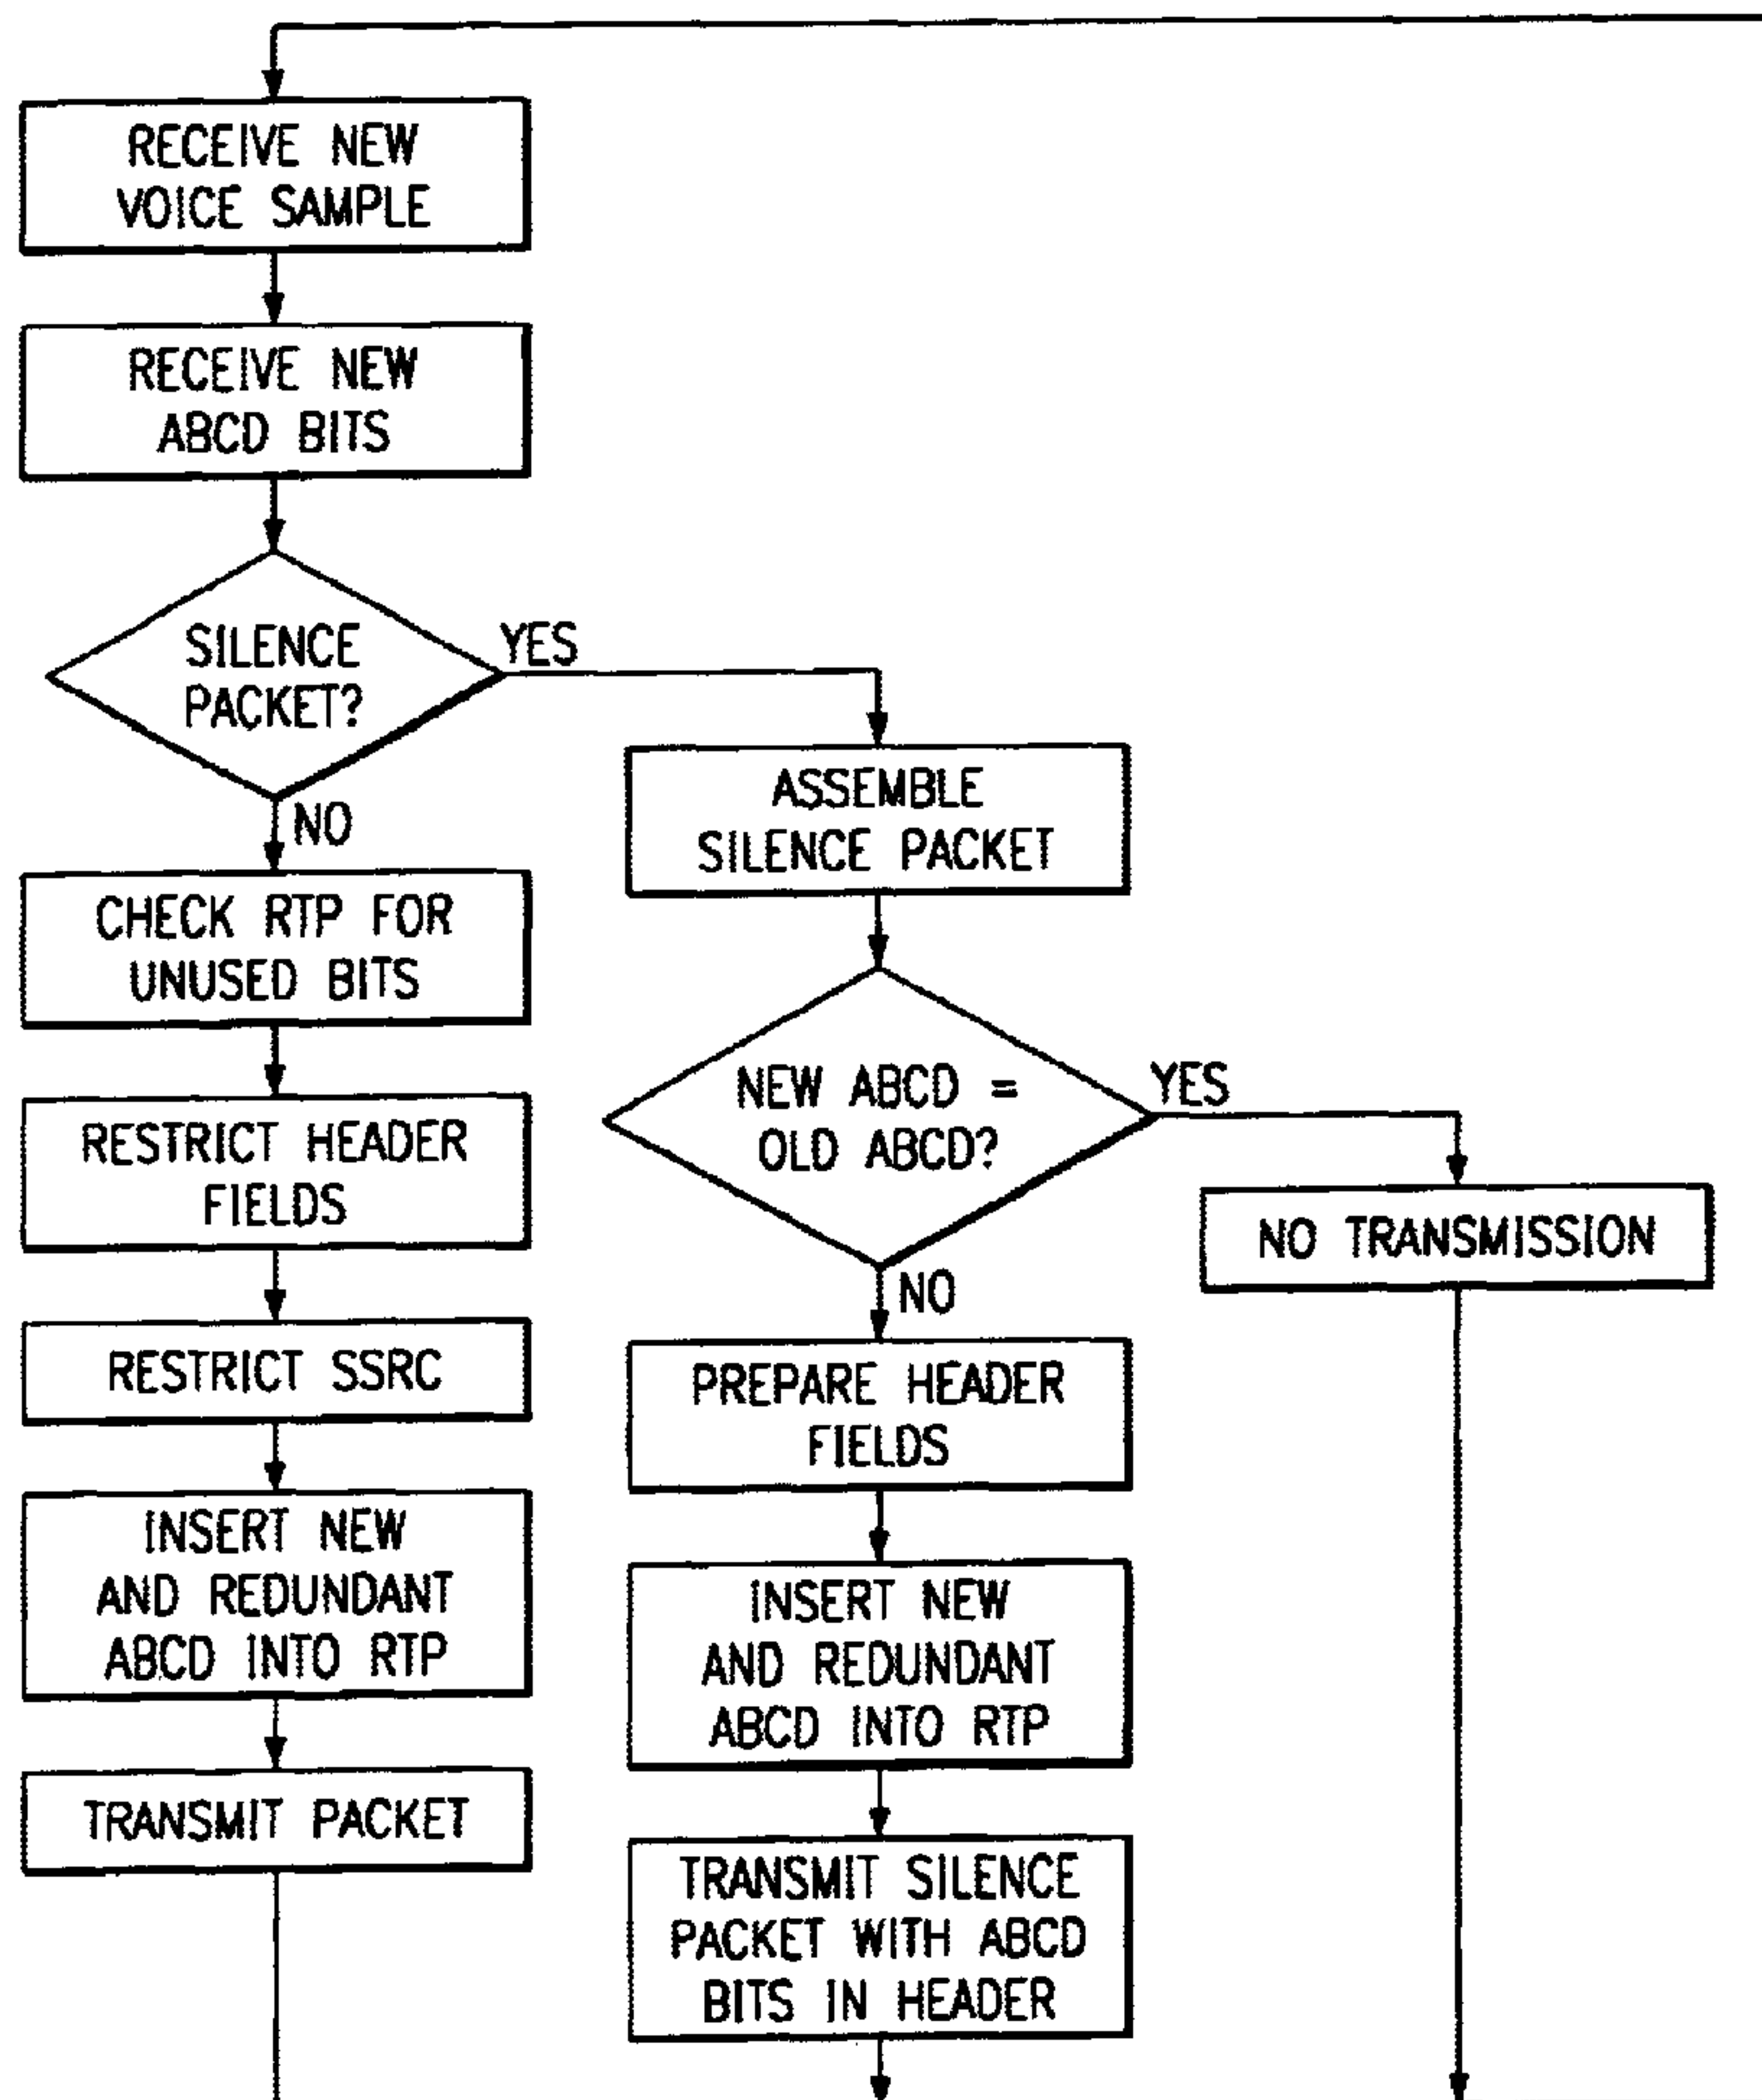 RECEIVE NEW
VOICE SAMPLE
RECEIVE NEW
ABCD BITS
SILENCE
PACKET?
YES
NO
CHECK RTP FOR
UNUSED BITS
RESTRICT HEADER
FIELDS
RESTRICT SSRC
INSERT NEW
AND REDUNDANT
ABCD INTO RTP
TRANSMIT PACKET
ASSEMBLE
SILENCE PACKET
NEW ABCD =
OLD ABCD?
YES
NO
PREPARE HEADER
FIELDS
INSERT NEW
AND REDUNDANT
ABCD INTO RTP
TRANSMIT SILENCE
PACKET WITH ABCD
BITS IN HEADER
NO TRANSMISSION